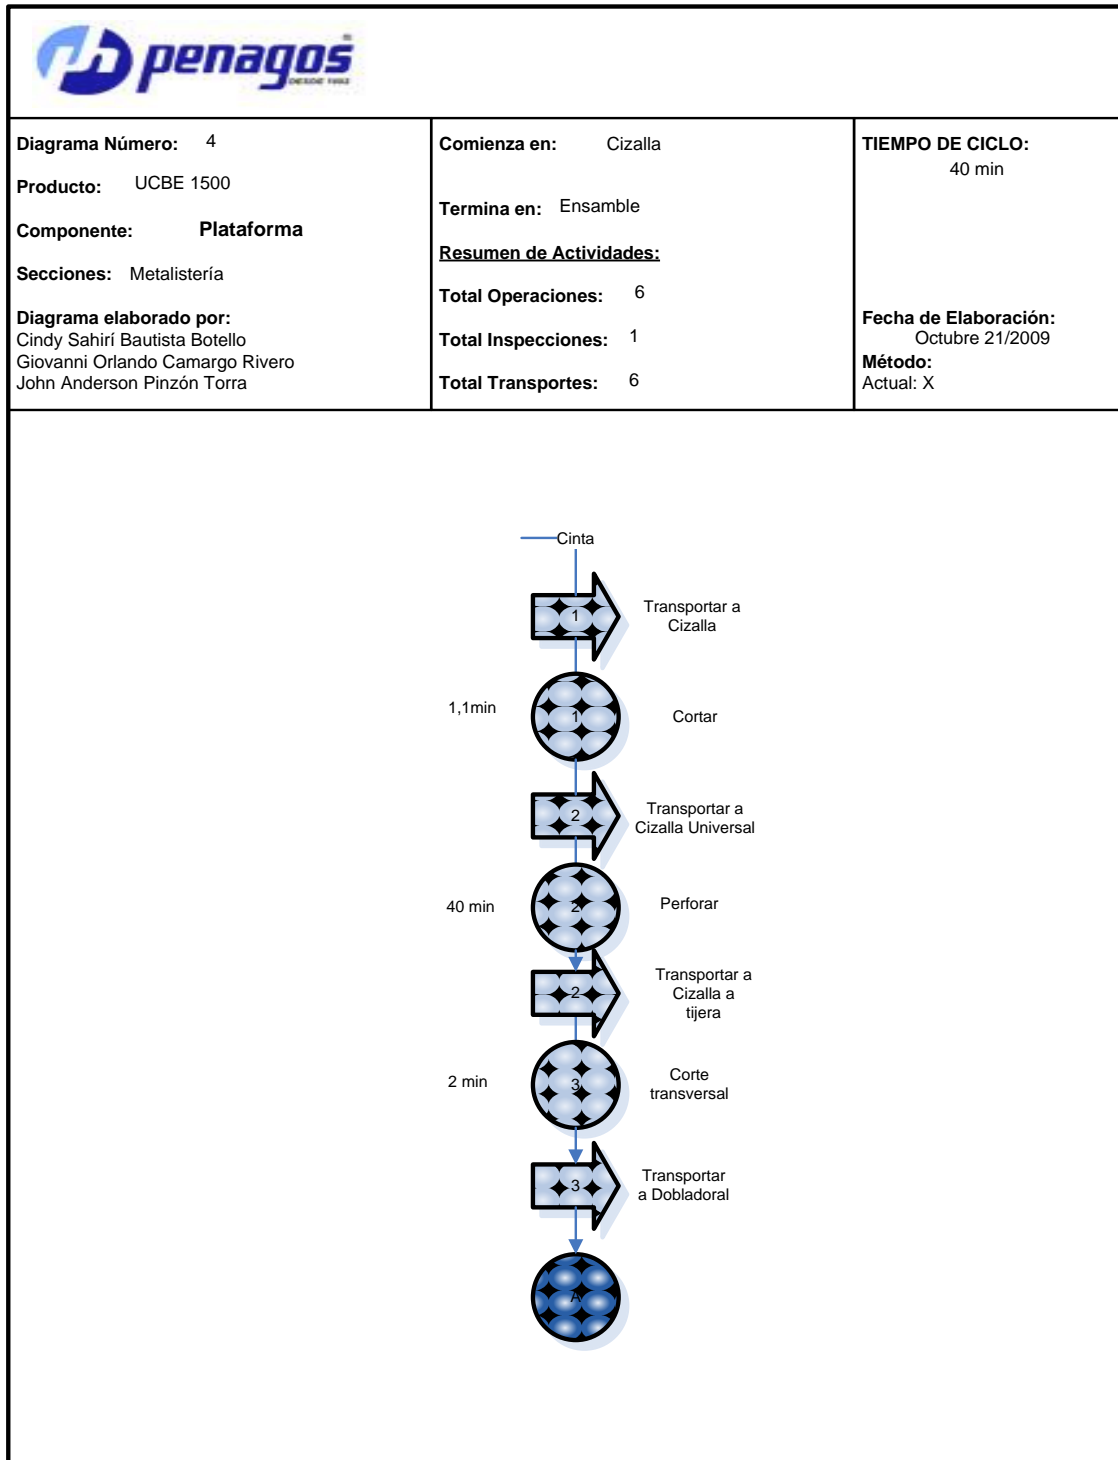 penagos®
DESDE 1892
Diagrama Número: 4
Producto: UCBE 1500
Componente: Plataforma
Secciones: Metalistería
Diagrama elaborado por:
Cindy Sahirí Bautista Botello
Giovanni Orlando Camargo Rivero
John Anderson Pinzón Torra
Comienza en: Cizalla
Termina en: Ensamble
Resumen de Actividades:
Total Operaciones: 6
Total Inspecciones: 1
Total Transportes: 6
TIEMPO DE CICLO:
40 min
Fecha de Elaboración:
Octubre 21/2009
Método:
Actual: X
Cinta
1
Transportar a
Cizalla
1,1min
1
Cortar
2
Transportar a
Cizalla Universal
40 min
2
Perforar
2
Transportar a
Cizalla a
tijera
2 min
3
Corte
transversal
3
Transportar
a Dobladoral
A